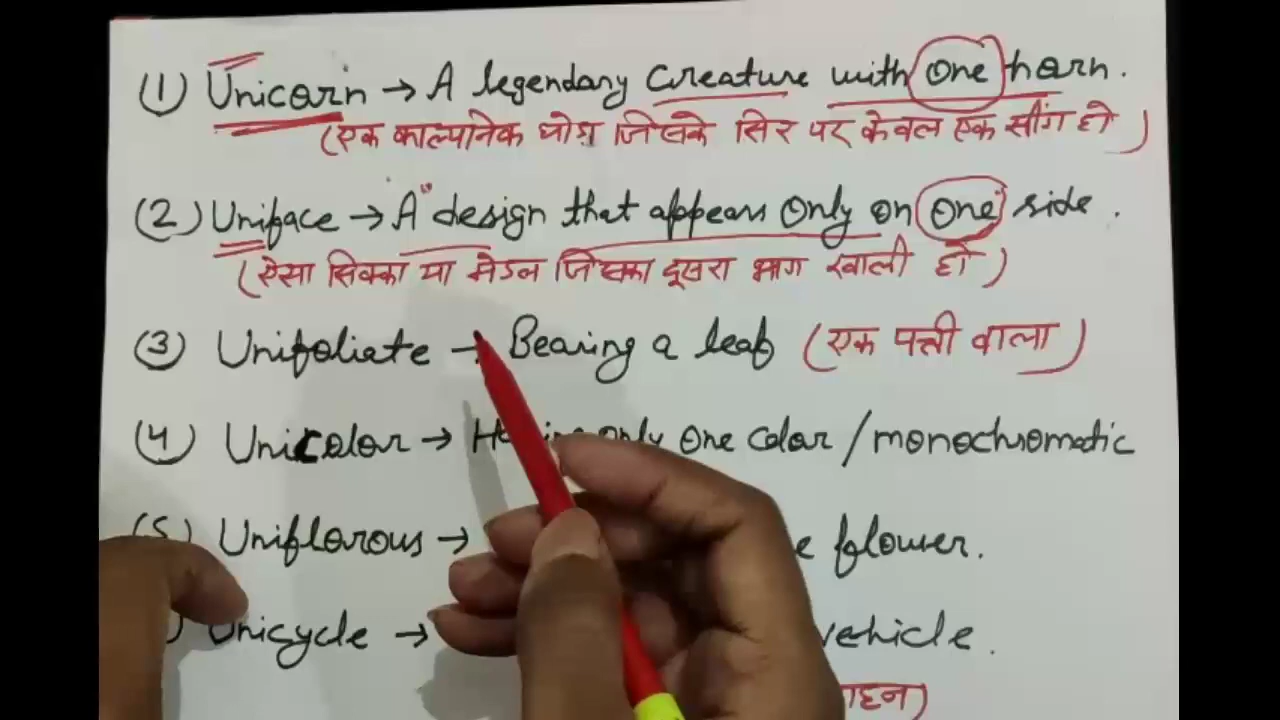 (1) Unicorn → A legendary Creature with one horn.
(एक काल्पनिक घोड़ा जिसके सिर पर केवल एक सींग हो)
(2) Uniface → A design that appears only on one side.
(ऐसा सिक्का या मेडल जिसका दूसरा भाग खाली हो)
(3) Unifoliate → Bearing a leaf (एक पत्ती वाला)
(4) Unicolor → only one color / monochromatic
(5) Uniflorous → flower.
Unicycle → vehicle.